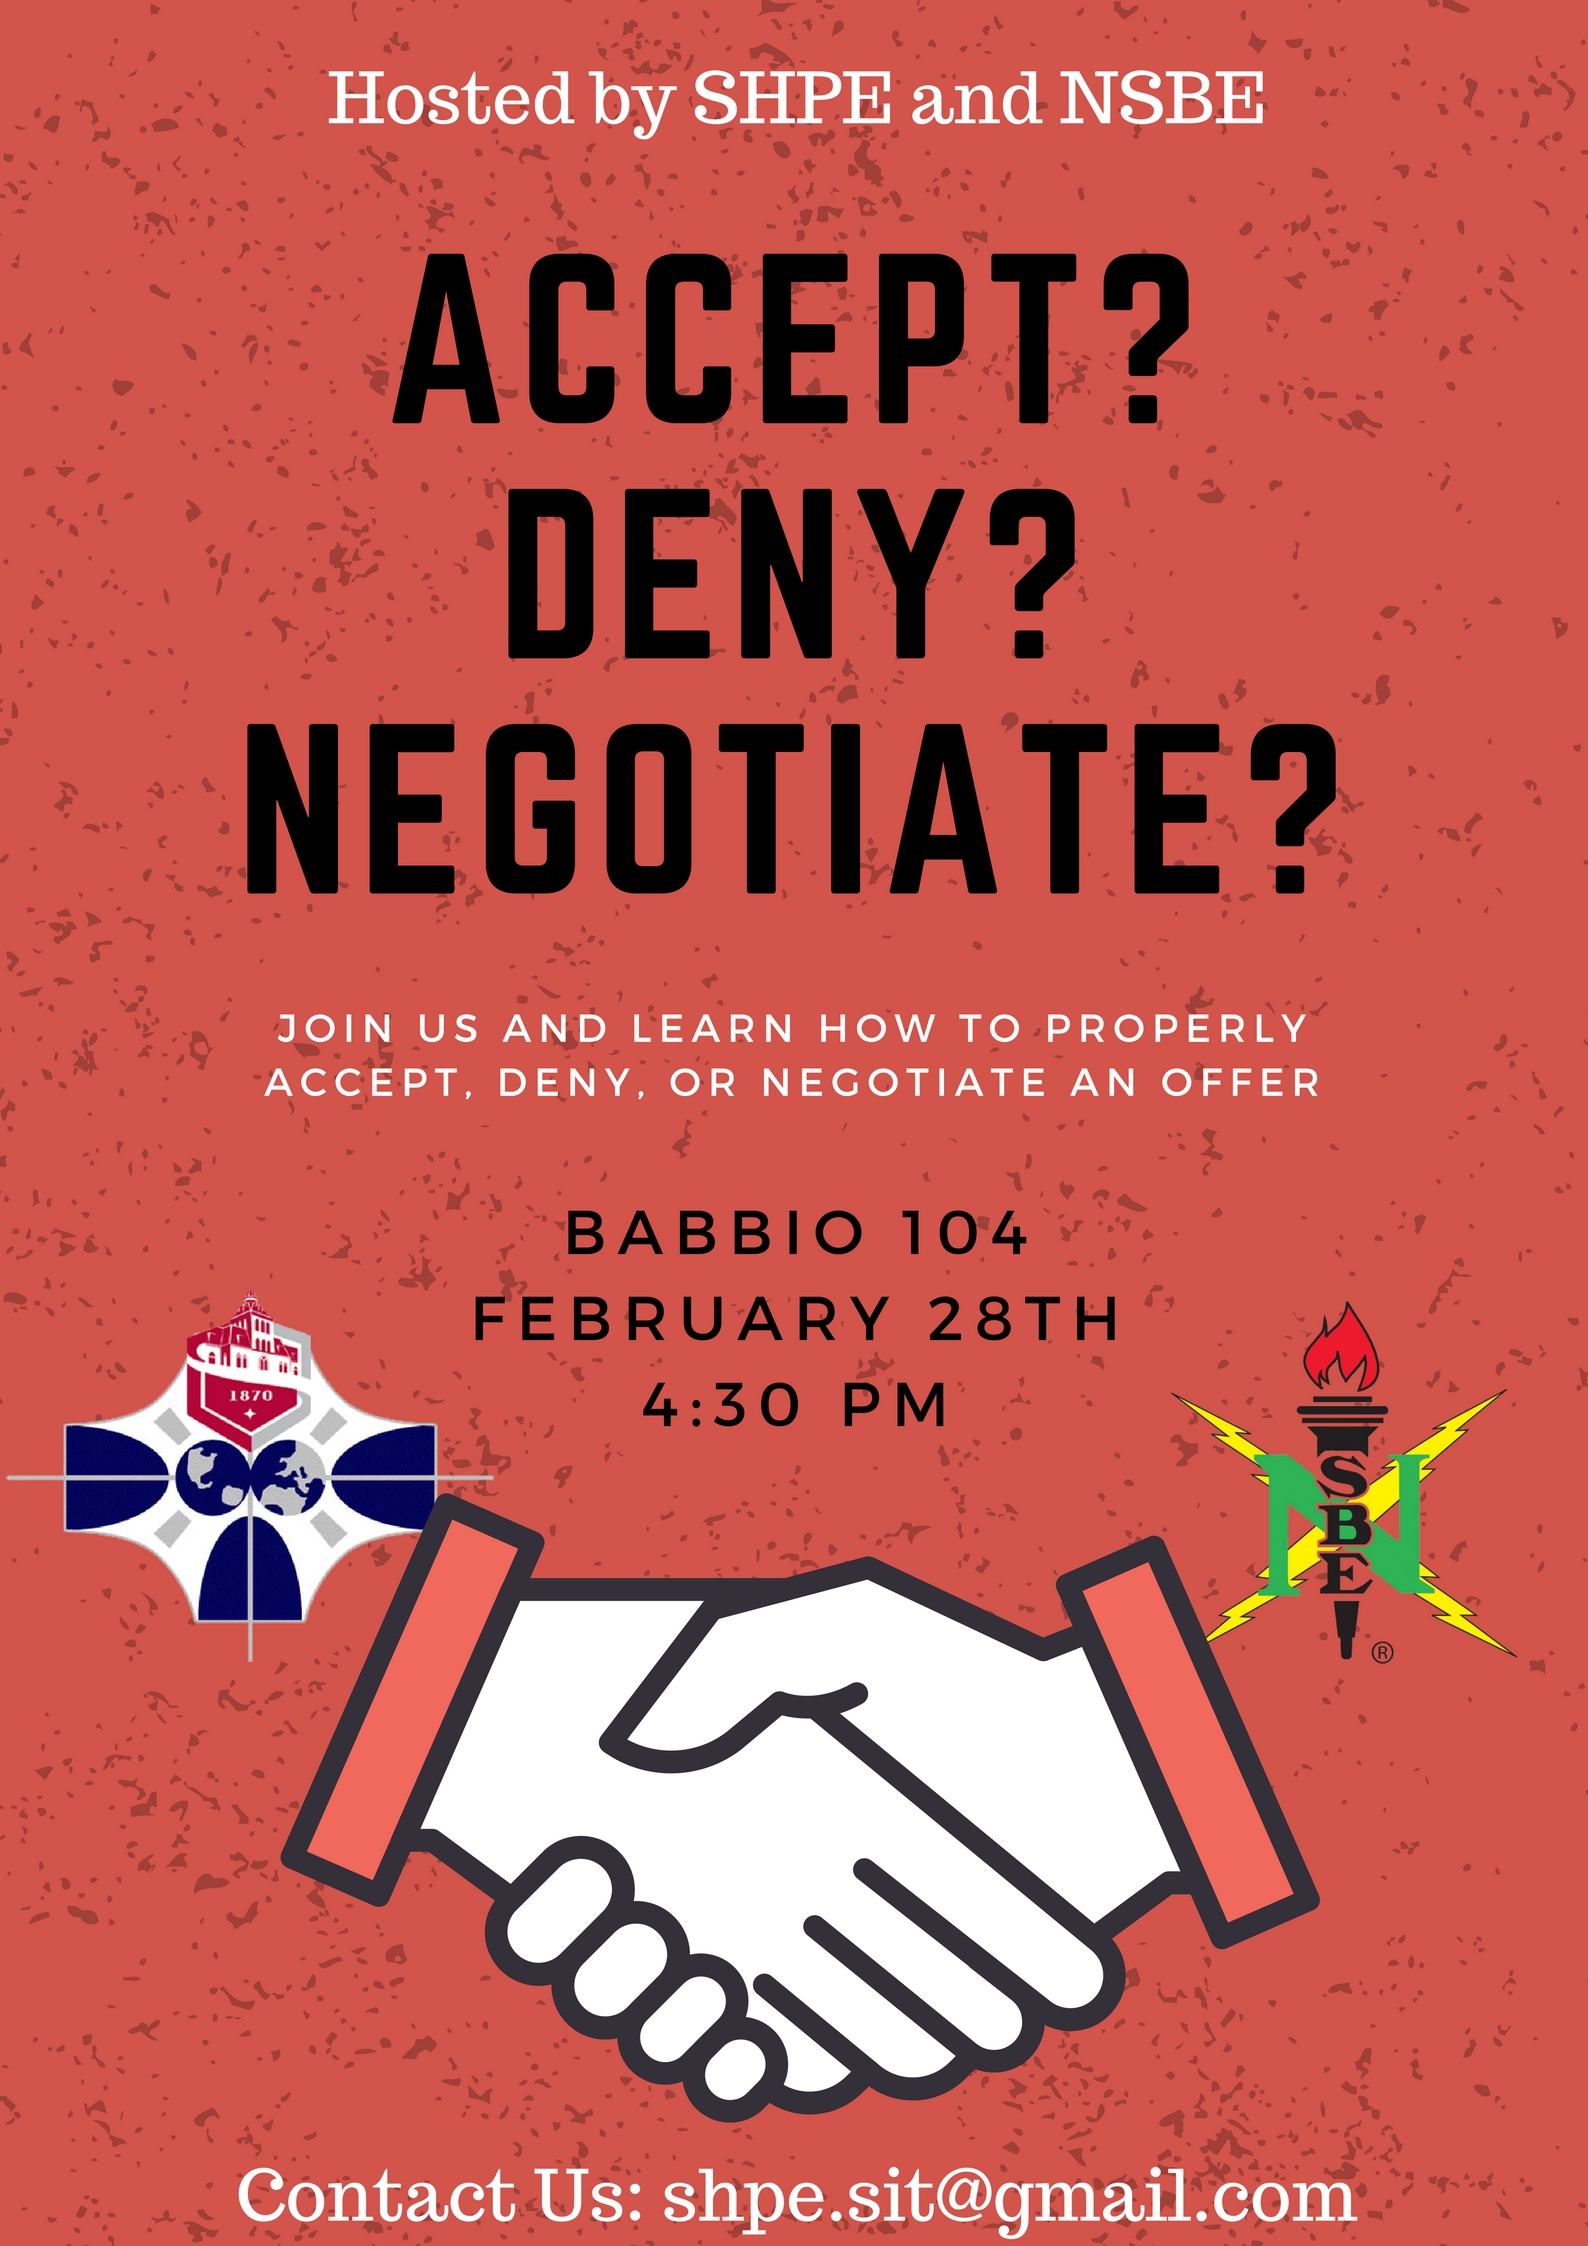 Hosted by SHPE and NSBE
ACCEPT?
DENY?
NEGOTIATE?
JOIN US AND LEARN HOW TO PROPERLY
ACCEPT, DENY, OR NEGOTIATE AN OFFER
BABBIO 104
FEBRUARY 28TH
4:30 PM
1870
NSBE
®
Contact Us: shpe.sit@gmail.com